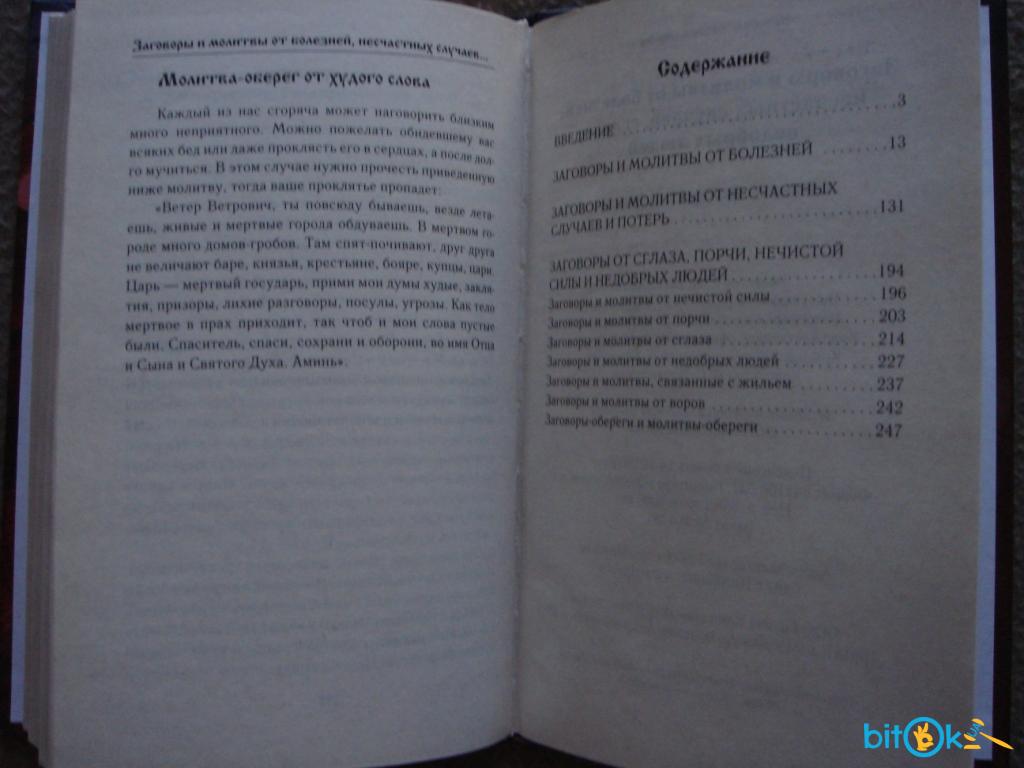 Заговоры и молитвы от болезней, несчастных случаев...
Молитва-оберег от худого слова
Каждый из нас сгоряча может наговорить близким
много неприятного. Можно пожелать обидевшему вас
всяких бед или даже проклясть его в сердцах, а после дол-
го мучиться. В этом случае нужно прочесть приведенную
ниже молитву, тогда ваше проклятье пропадет:
«Ветер Ветрович, ты повсюду бываешь, везде лета-
ешь, живые и мертвые города обдуваешь. В мертвом го-
роде много домов-гробов. Там спят-почивают, друг друга
не величают баре, князья, крестьяне, бояре, купцы, цари.
Царь — мертвый государь, прими мои думы худые, закля-
тия, призоры, лихие разговоры, посулы, угрозы. Как тело
мертвое в прах приходит, так чтоб и мои слова пустые
были. Спаситель, спаси, сохрани и оборони, во имя Отца
и Сына и Святого Духа. Аминь».
Содержание
ВВЕДЕНИЕ ........ 3
ЗАГОВОРЫ И МОЛИТВЫ ОТ БОЛЕЗНЕЙ ........ 13
ЗАГОВОРЫ И МОЛИТВЫ ОТ НЕСЧАСТНЫХ
СЛУЧАЕВ И ПОТЕРЬ ........ 131
ЗАГОВОРЫ ОТ СГЛАЗА, ПОРЧИ, НЕЧИСТОЙ
СИЛЫ И НЕДОБРЫХ ЛЮДЕЙ ........ 194
Заговоры и молитвы от нечистой силы ........ 196
Заговоры и молитвы от порчи ........ 203
Заговоры и молитвы от сглаза ........ 214
Заговоры и молитвы от недобрых людей ........ 227
Заговоры и молитвы, связанные с жильем ........ 237
Заговоры и молитвы от воров ........ 242
Заговоры-обереги и молитвы-обереги ........ 247
bitOk UA